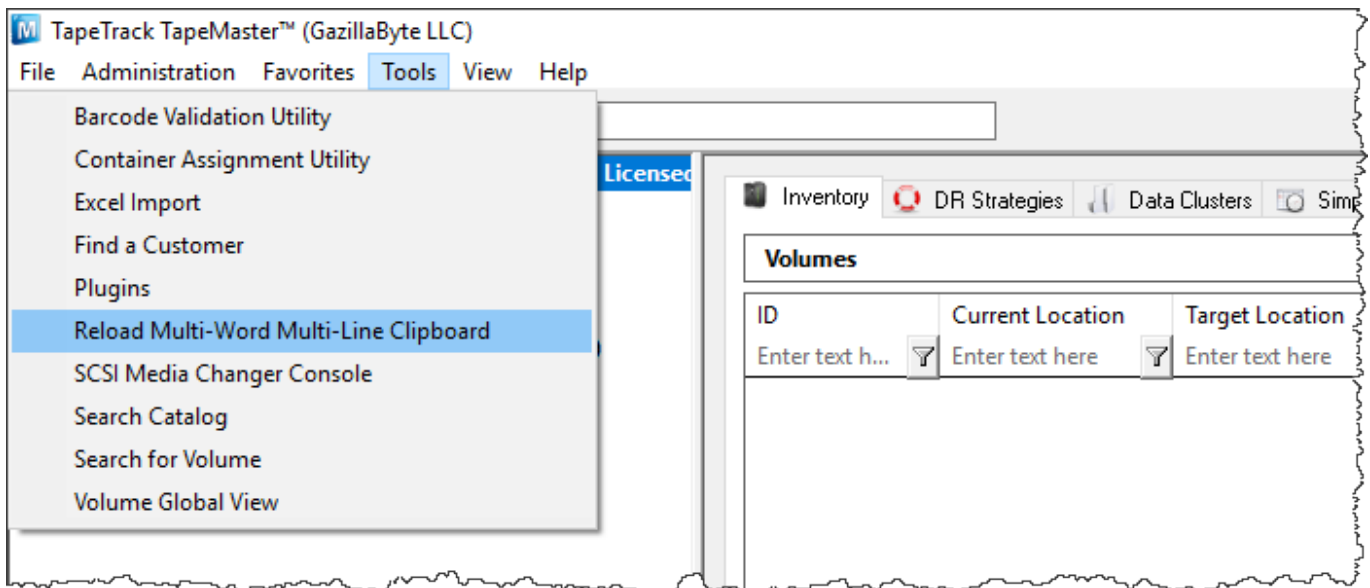 TapeTrack TapeMaster™ (GazillaByte LLC)
File Administration Favorites Tools View Help
Barcode Validation Utility
Container Assignment Utility
Excel Import
Find a Customer
Plugins
Reload Multi-Word Multi-Line Clipboard
SCSI Media Changer Console
Search Catalog
Search for Volume
Volume Global View
Licensed
Inventory DR Strategies Data Clusters
Volumes
ID Current Location Target Location
Enter text h... Enter text here Enter text here